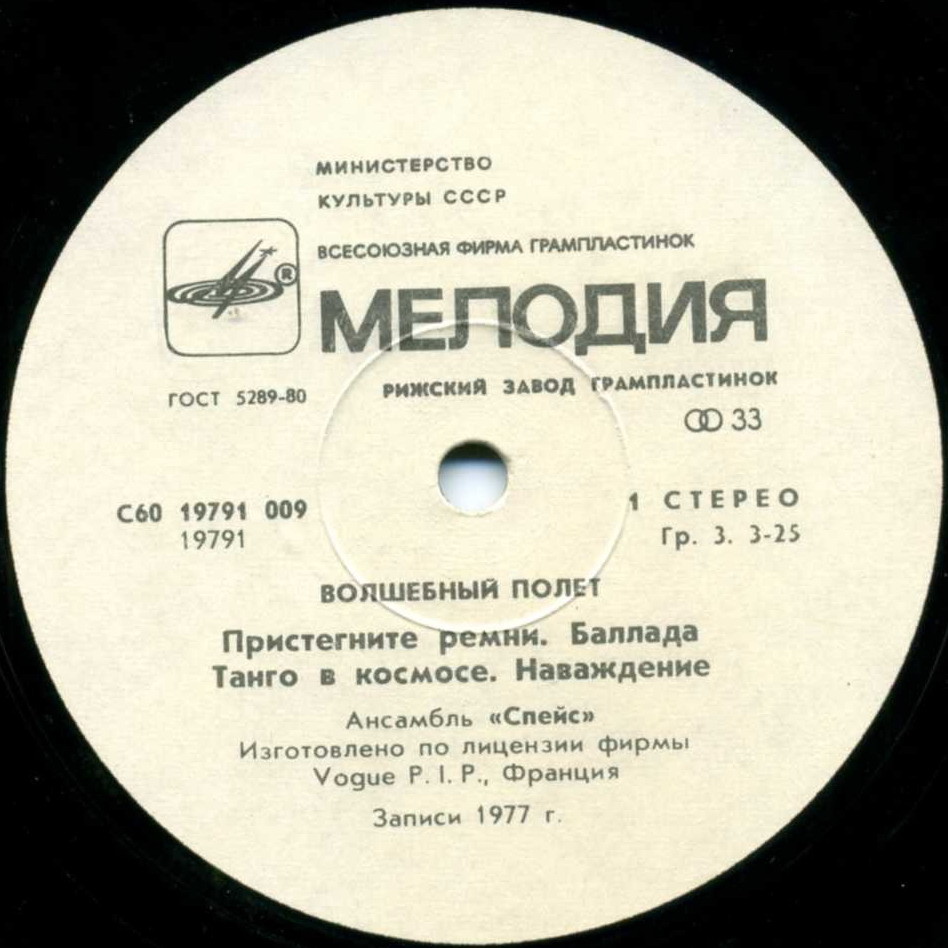 МИНИСТЕРСТВО
КУЛЬТУРЫ СССР
ВСЕСОЮЗНАЯ ФИРМА ГРАМПЛАСТИНОК
®
МЕЛОДИЯ
ГОСТ 5289-80
РИЖСКИЙ ЗАВОД ГРАМПЛАСТИНОК
33
С60 19791 009
1 СТЕРЕО
19791
Гр. 3. 3-25
ВОЛШЕБНЫЙ ПОЛЕТ
Пристегните ремни. Баллада
Танго в космосе. Наваждение
Ансамбль «Спейс»
Изготовлено по лицензии фирмы
Vogue P. I. P., Франция
Записи 1977 г.